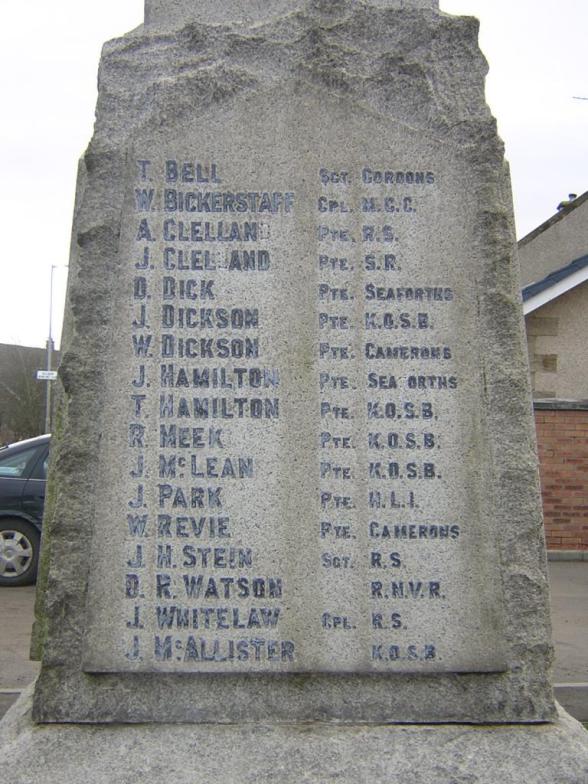 T. BELL SGT. GORDONS
W. BICKERSTAFF CPL. M.G.C.
A. CLELLAND PTE. R.S.
J. CLELLAND PTE. S.R.
D. DICK PTE. SEAFORTHS
J. DICKSON PTE. K.O.S.B.
W. DICKSON PTE. CAMERONS
J. HAMILTON PTE. SEAFORTHS
T. HAMILTON PTE. K.O.S.B.
R. MEEK PTE. K.O.S.B.
J. McLEAN PTE. K.O.S.B.
J. PARK PTE. H.L.I.
W. REVIE PTE. CAMERONS
J. H. STEIN SGT. R.S.
D. R. WATSON R.N.V.R.
J. WHITELAW CPL. R.S.
J. McALLISTER K.O.S.B.